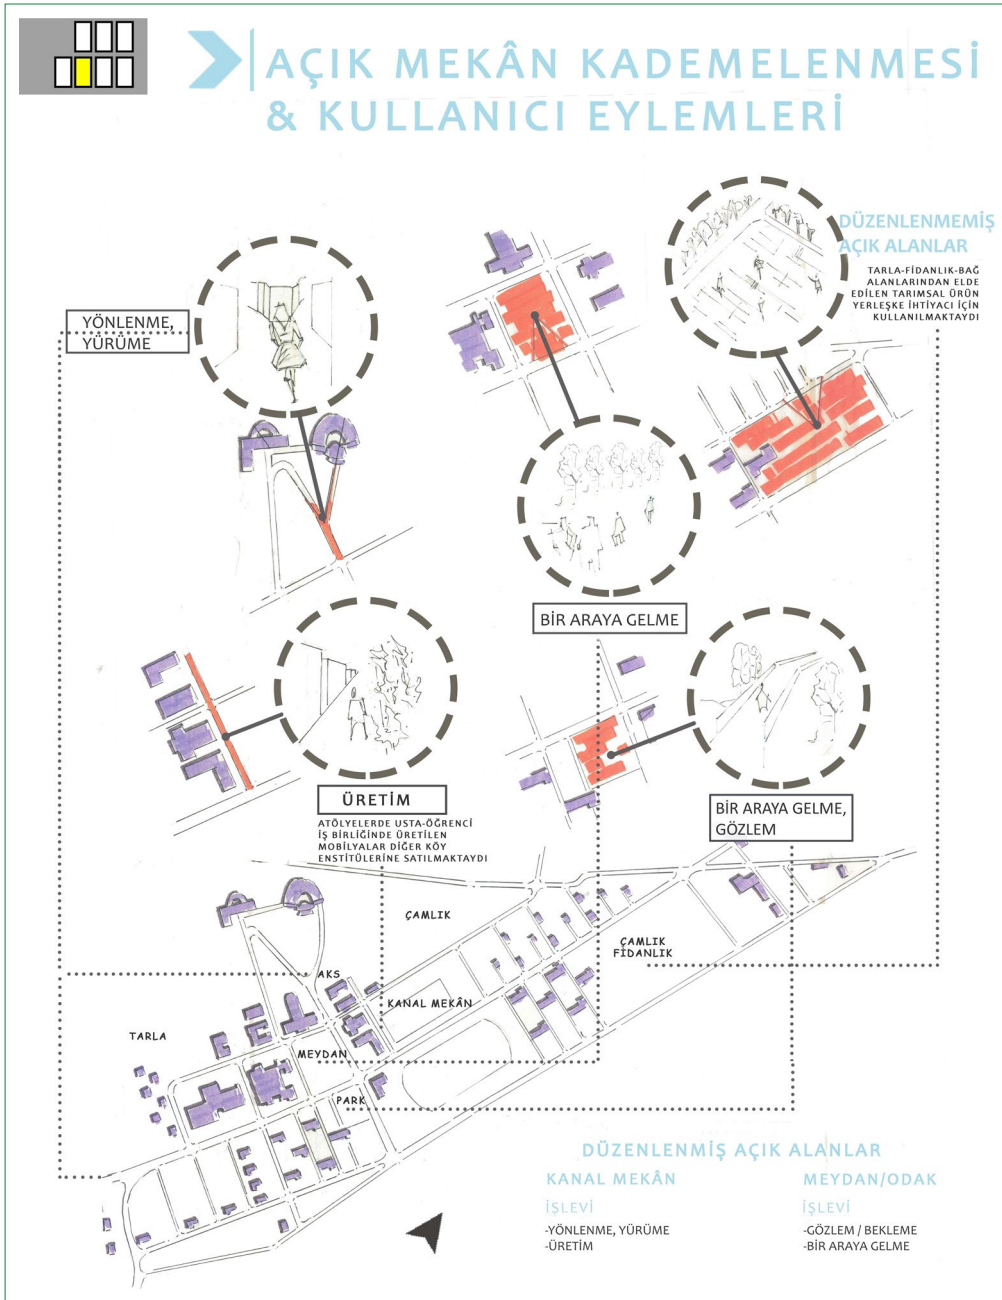 AÇIK MEKÂN KADEMELENMESİ
& KULLANICI EYLEMLERİ
DÜZENLENMEMİŞ
AÇIK ALANLAR
TARLA-FİDANLIK-BAĞ
ALANLARINDAN ELDE
EDİLEN TARIMSAL ÜRÜN
YERLEŞKE İHTİYACI İÇİN
KULLANILMAKTAYDI
YÖNLENME,
YÜRÜME
BİR ARAYA GELME
ÜRETİM
ATÖLYELERDE USTA-ÖĞRENCİ
İŞ BİRLİĞİNDE ÜRETİLEN
MOBİLYALAR DİĞER KÖY
ENSTİTÜLERİNE SATILMAKTAYDI
BİR ARAYA GELME,
GÖZLEM
ÇAMLIK
ÇAMLIK
FİDANLIK
AKS
KANAL MEKÂN
TARLA
MEYDAN
PARK
DÜZENLENMİŞ AÇIK ALANLAR
KANAL MEKÂN
İŞLEVİ
-YÖNLENME, YÜRÜME
-ÜRETİM
MEYDAN/ODAK
İŞLEVİ
-GÖZLEM / BEKLEME
-BİR ARAYA GELME